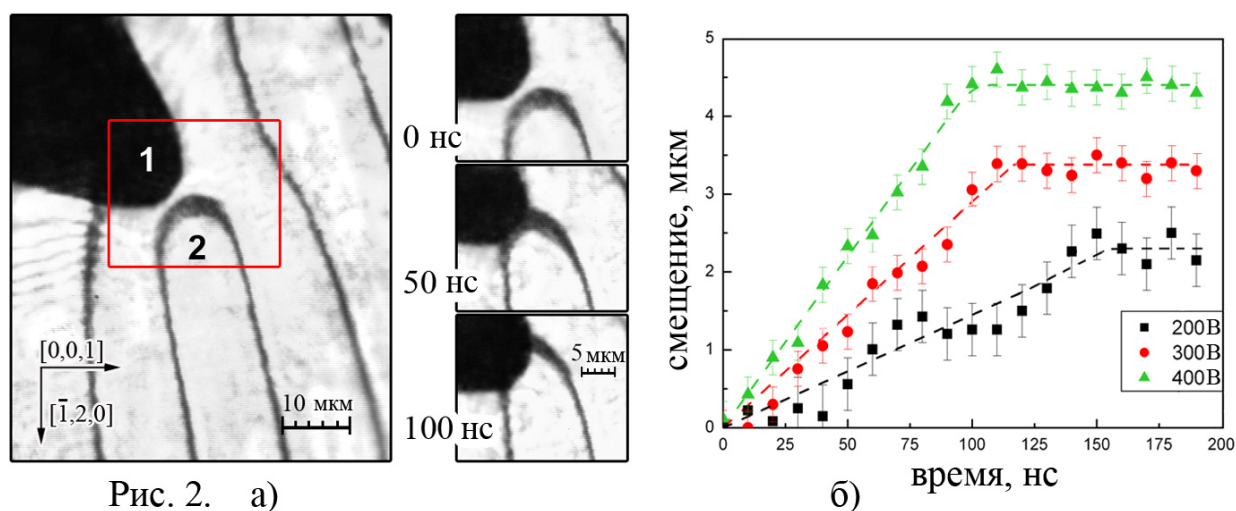 1
2
[0,0,1]
[1̄,2,0]
10 мкм
0 нс
50 нс
100 нс
5 мкм
Рис. 2. а)
смещение, мкм
5
4
3
2
1
0
0 25 50 75 100 125 150 175 200
время, нс
200В
300В
400В
б)